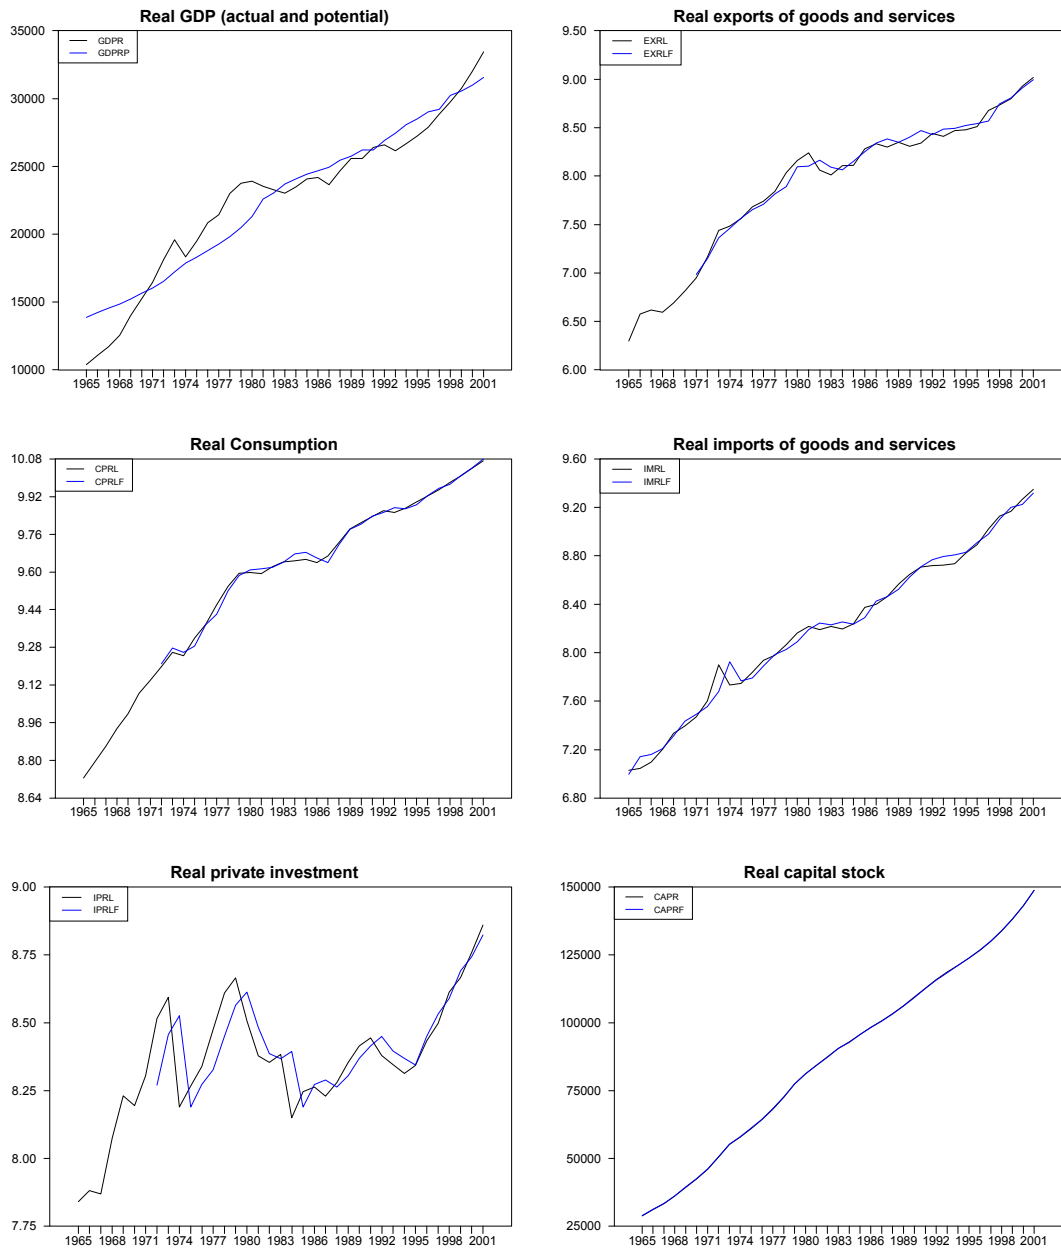 Real GDP (actual and potential)
GDPR
GDPRP
35000
30000
25000
20000
15000
10000
1965 1968 1971 1974 1977 1980 1983 1986 1989 1992 1995 1998 2001
Real exports of goods and services
EXRL
EXRLF
9.50
9.00
8.50
8.00
7.50
7.00
6.50
6.00
1965 1968 1971 1974 1977 1980 1983 1986 1989 1992 1995 1998 2001
Real Consumption
CPRL
CPRLF
10.08
9.92
9.76
9.60
9.44
9.28
9.12
8.96
8.80
8.64
1965 1968 1971 1974 1977 1980 1983 1986 1989 1992 1995 1998 2001
Real imports of goods and services
IMRL
IMRLF
9.60
9.20
8.80
8.40
8.00
7.60
7.20
6.80
1965 1968 1971 1974 1977 1980 1983 1986 1989 1992 1995 1998 2001
Real private investment
IPRL
IPRLF
9.00
8.75
8.50
8.25
8.00
7.75
1965 1968 1971 1974 1977 1980 1983 1986 1989 1992 1995 1998 2001
Real capital stock
CAPR
CAPRF
150000
125000
100000
75000
50000
25000
1965 1968 1971 1974 1977 1980 1983 1986 1989 1992 1995 1998 2001